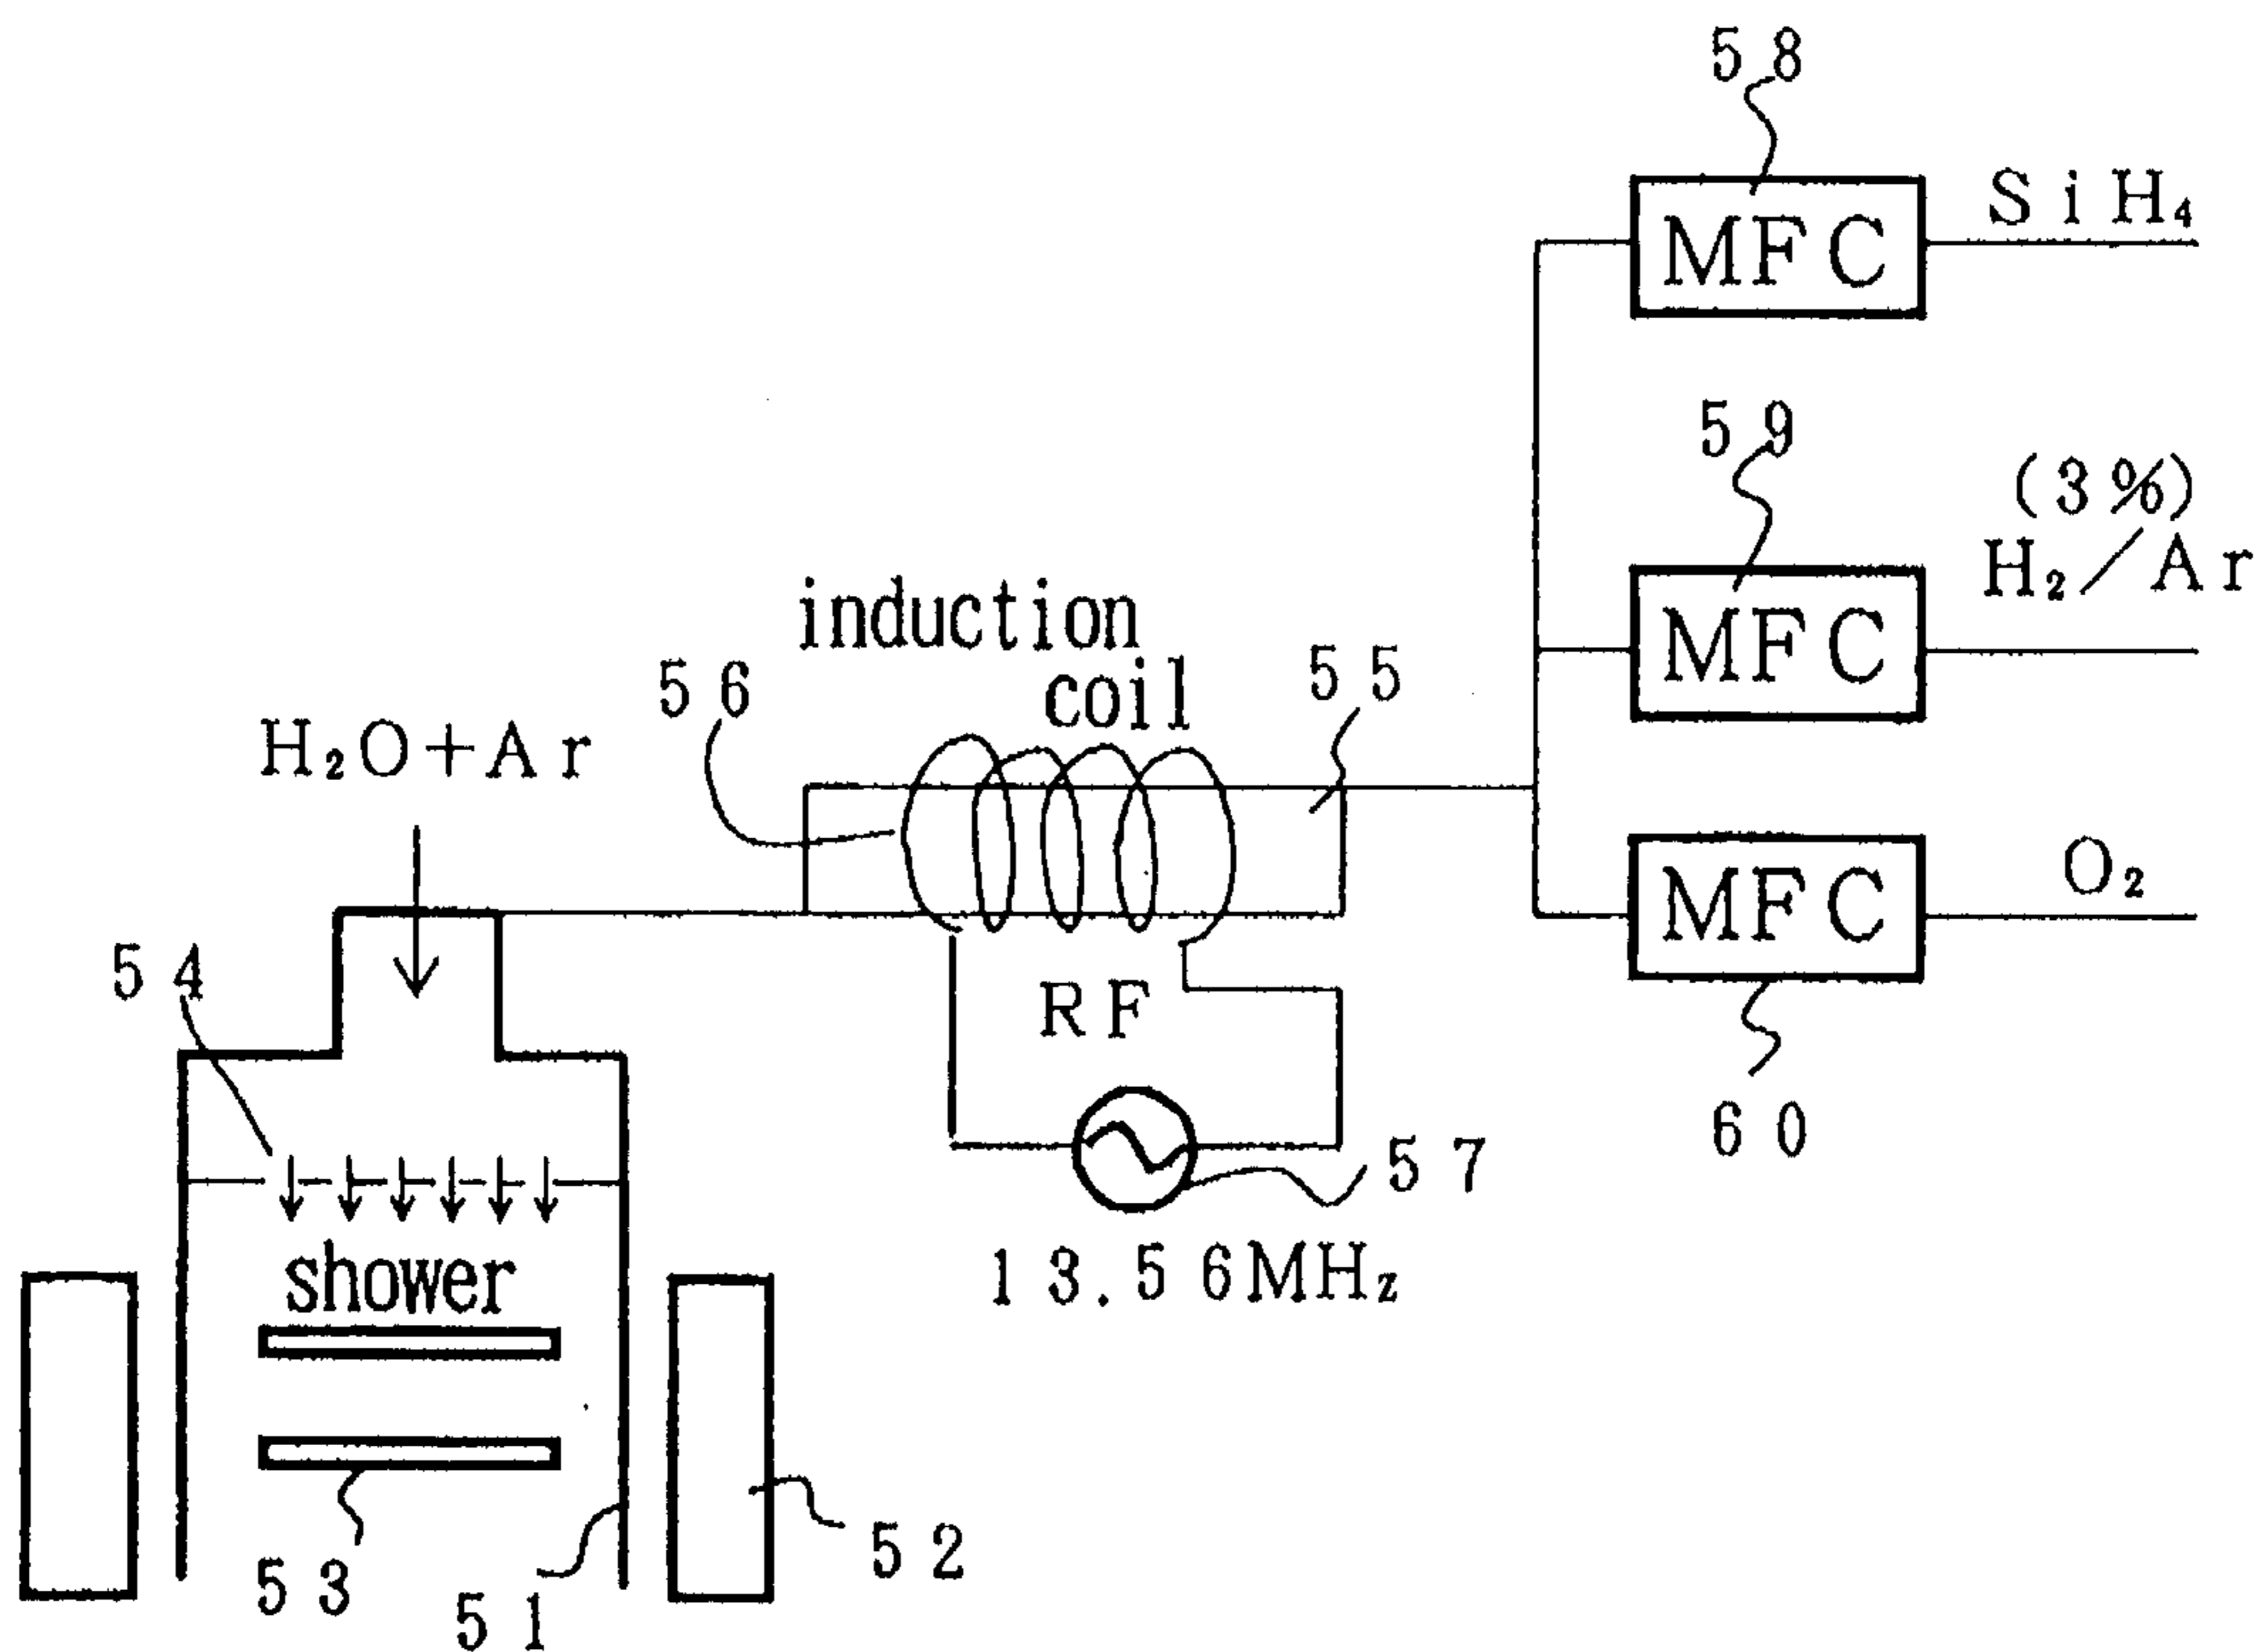 58
MFC
SiH₄
59
(3%)
MFC
H₂/Ar
induction
coil
56
55
H₂O+Ar
MFC
O₂
54
RF
60
57
13.56MHz
shower
52
53
51